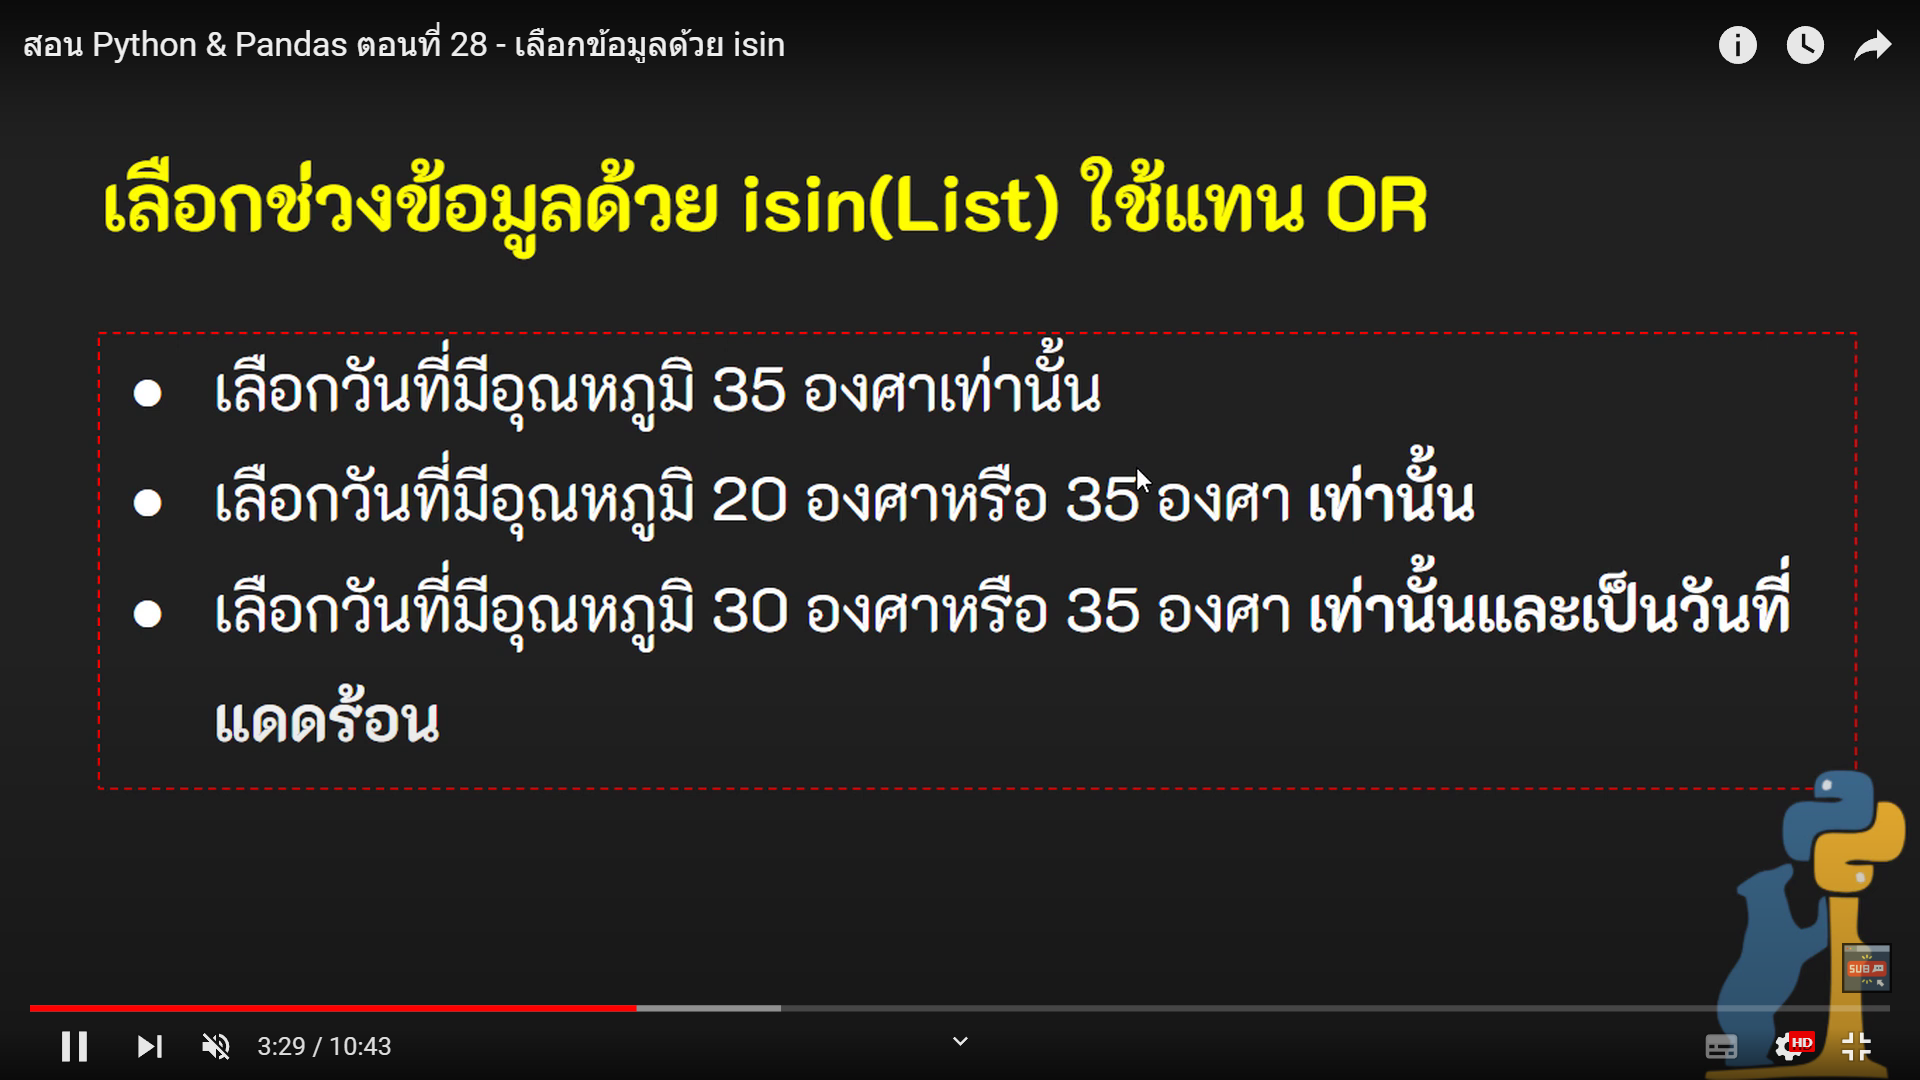 สอน Python & Pandas ตอนที่ 28 - เลือกข้อมูลด้วย isin
เลือกช่วงข้อมูลด้วย isin(List) ใช้แทน OR
● เลือกวันที่มีอุณหภูมิ 35 องศาเท่านั้น
● เลือกวันที่มีอุณหภูมิ 20 องศาหรือ 35 องศา เท่านั้น
● เลือกวันที่มีอุณหภูมิ 30 องศาหรือ 35 องศา เท่านั้นและเป็นวันที่
แดดร้อน
SUB
3:29 / 10:43
HD